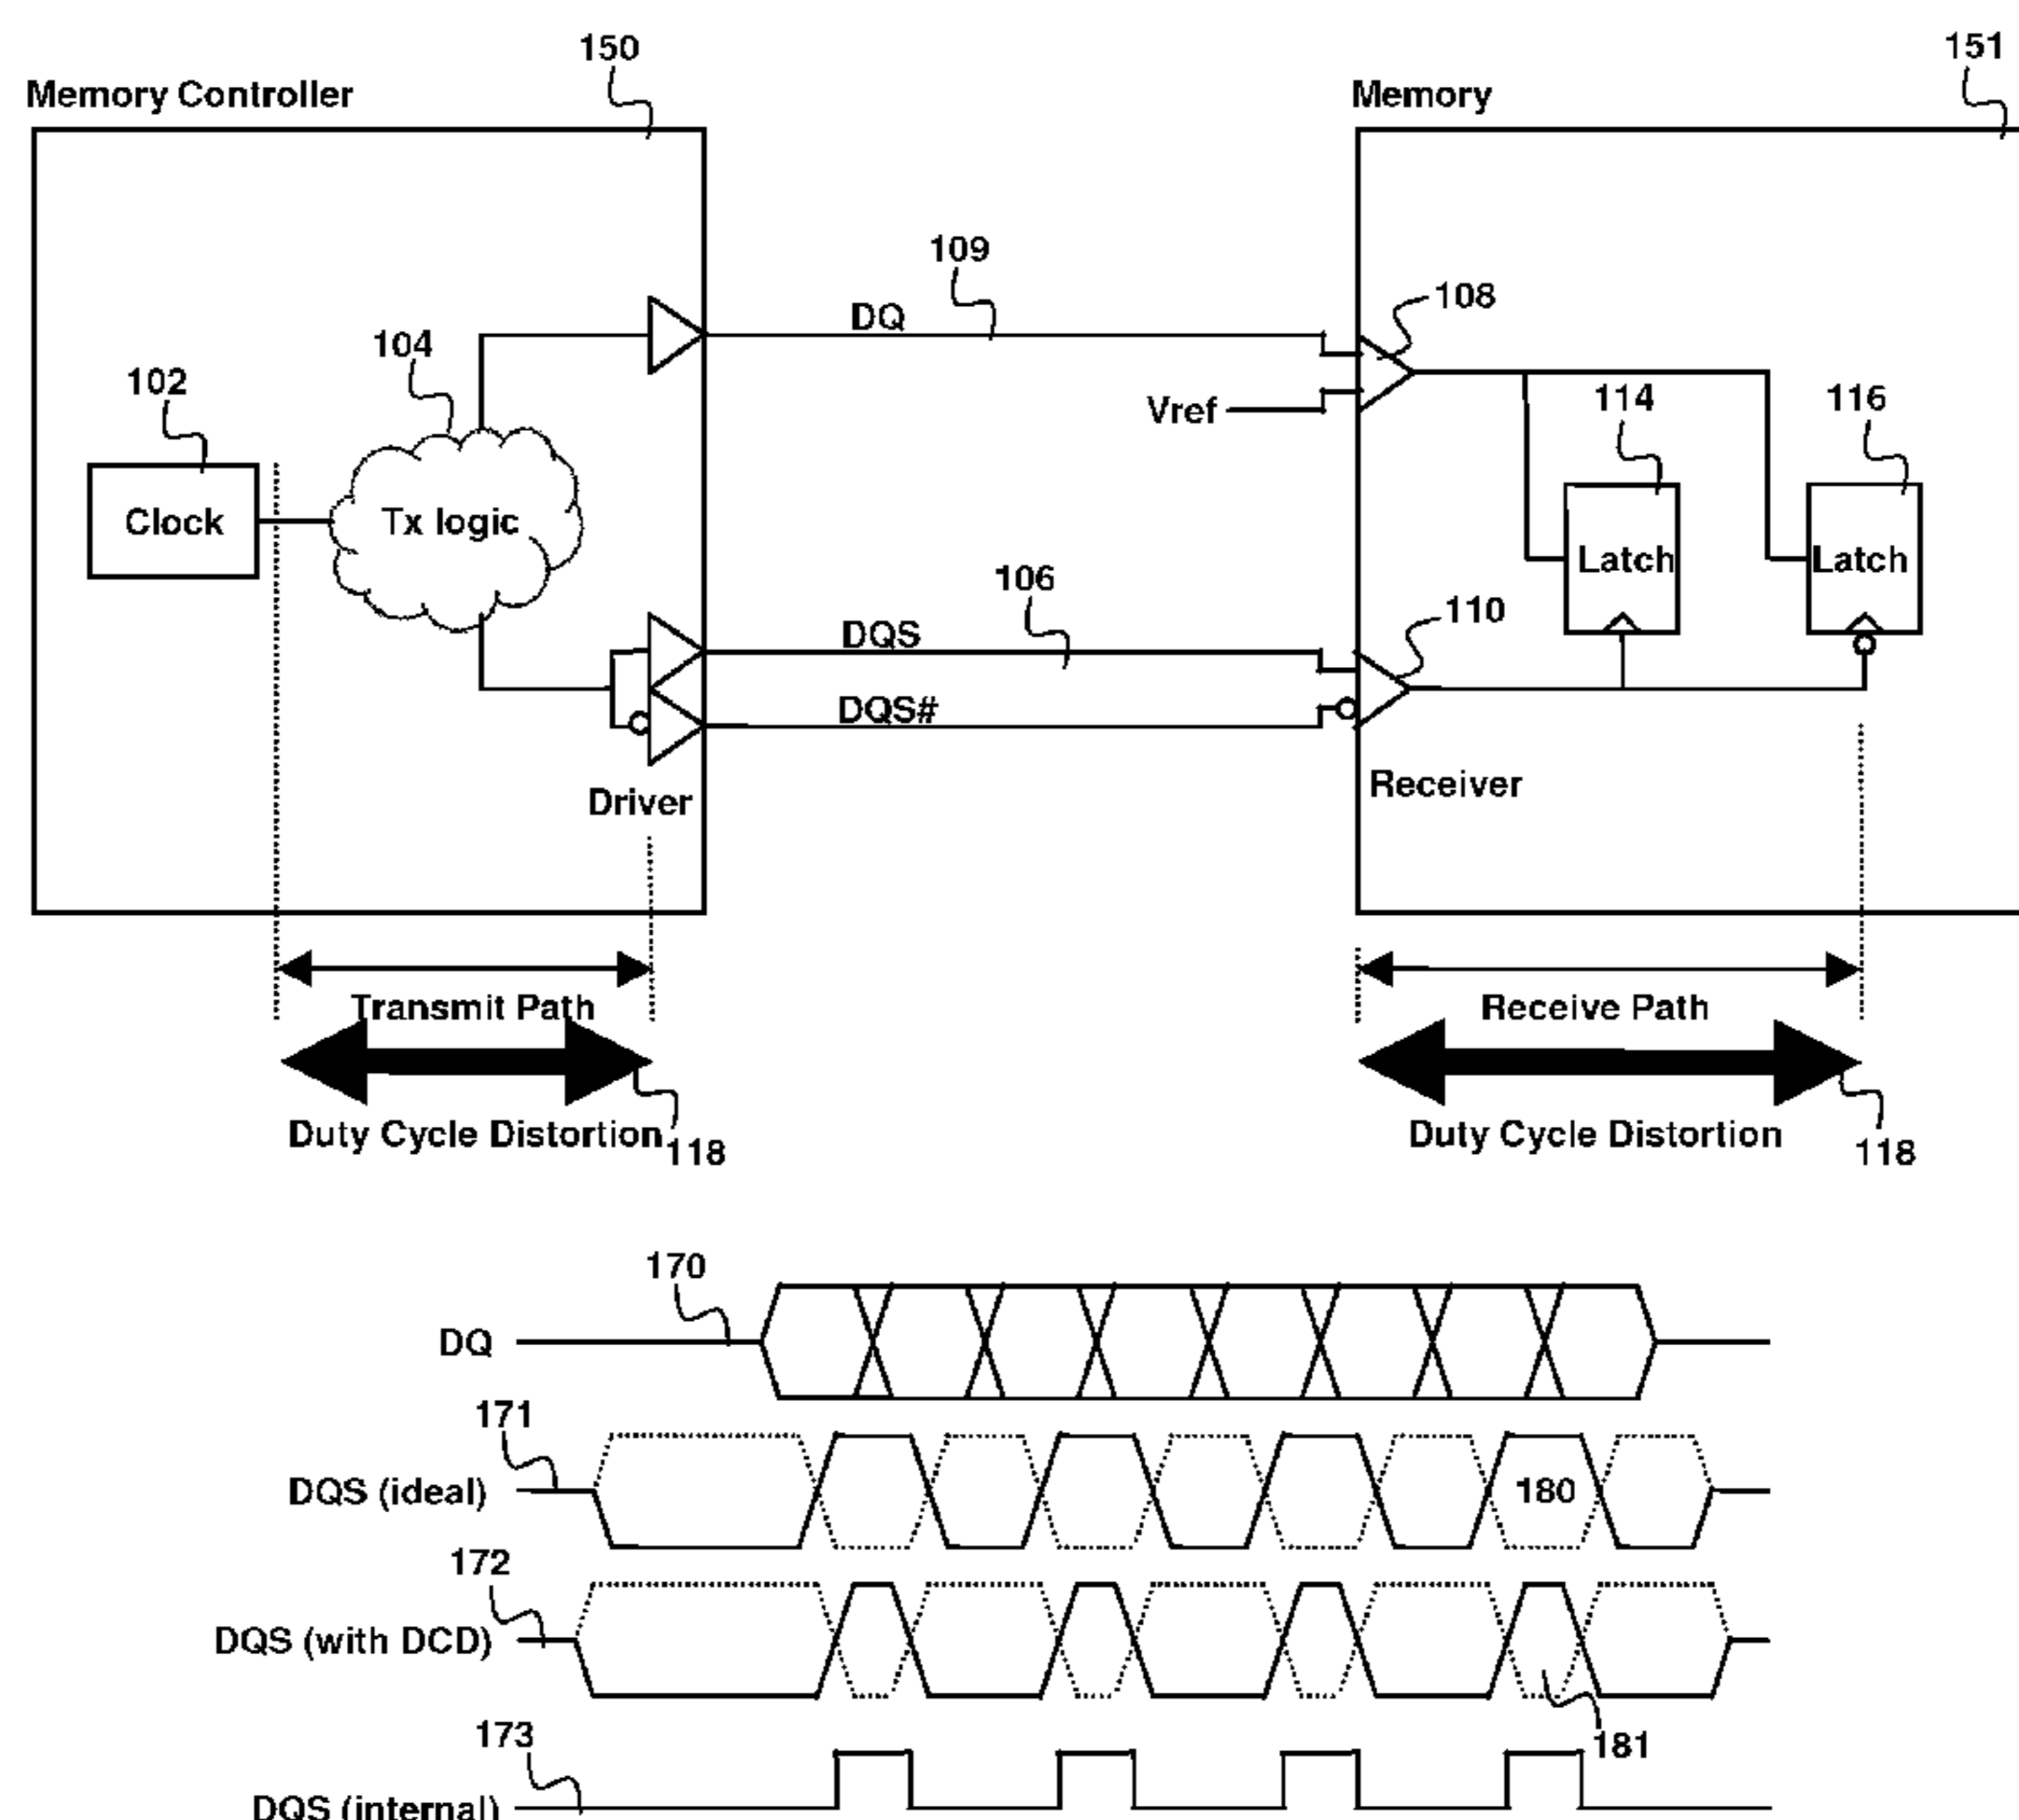 150
151
Memory Controller
Memory
109
108
DQ
104
102
Vref
114
116
Clock
Tx logic
Latch
Latch
106
110
DQS
DQS#
Receiver
Driver
Transmit Path
Receive Path
Duty Cycle Distortion
118
Duty Cycle Distortion
118
170
DQ
171
DQS (ideal)
180
172
DQS (with DCD)
181
173
DQS (internal)